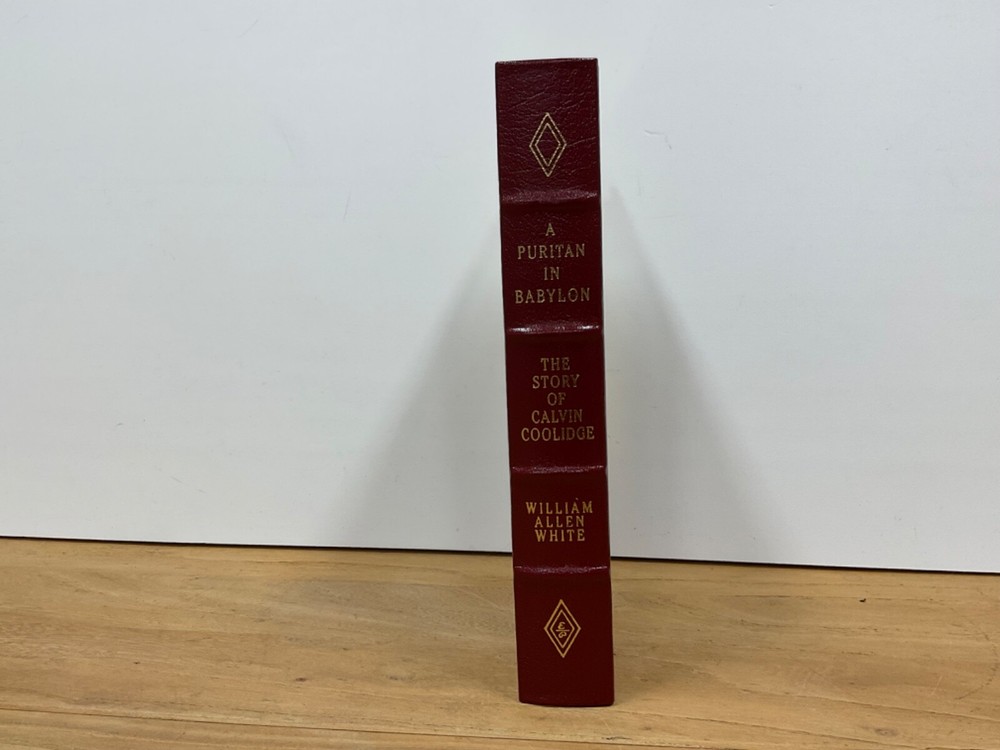 A
PURITAN
IN
BABYLON
THE
STORY
OF
CALVIN
COOLIDGE
WILLIAM
ALLEN
WHITE